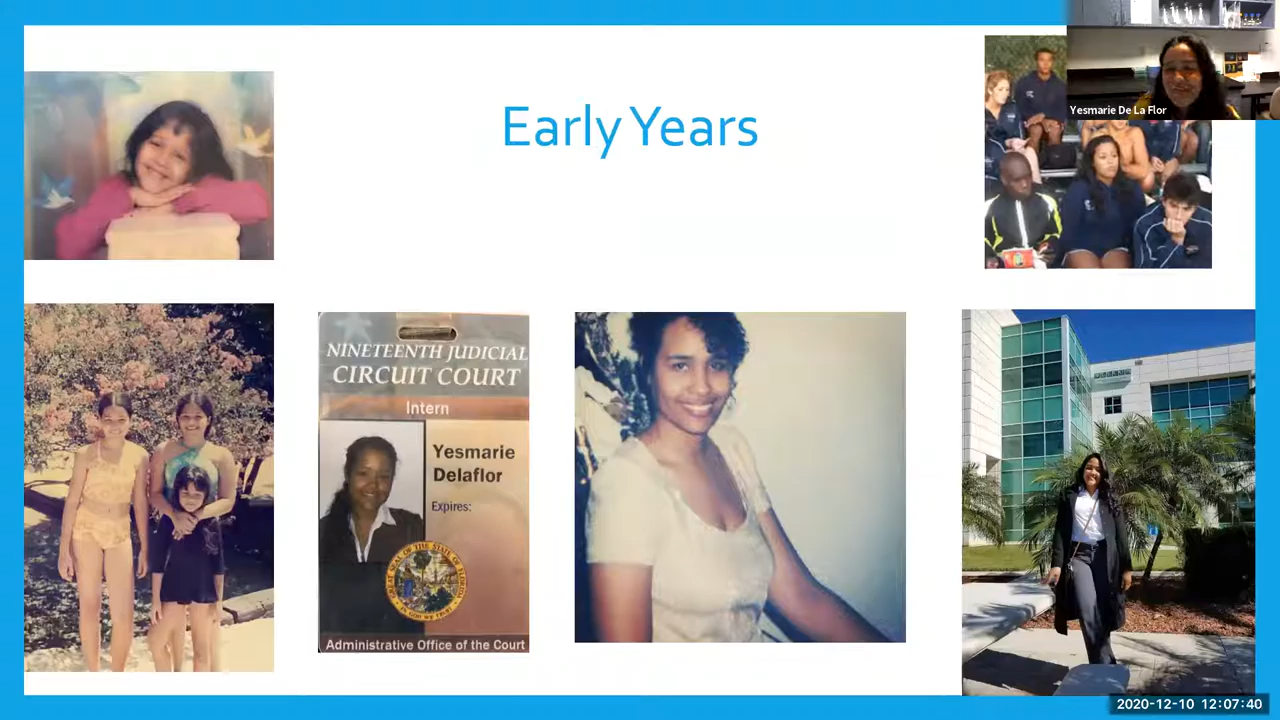 Early Years
Yesmarie De La Flor
NINETEENTH JUDICIAL
CIRCUIT COURT
Intern
Yesmarie
Delaflor
Expires:
Administrative Office of the Court
2020-12-10 12:07:40